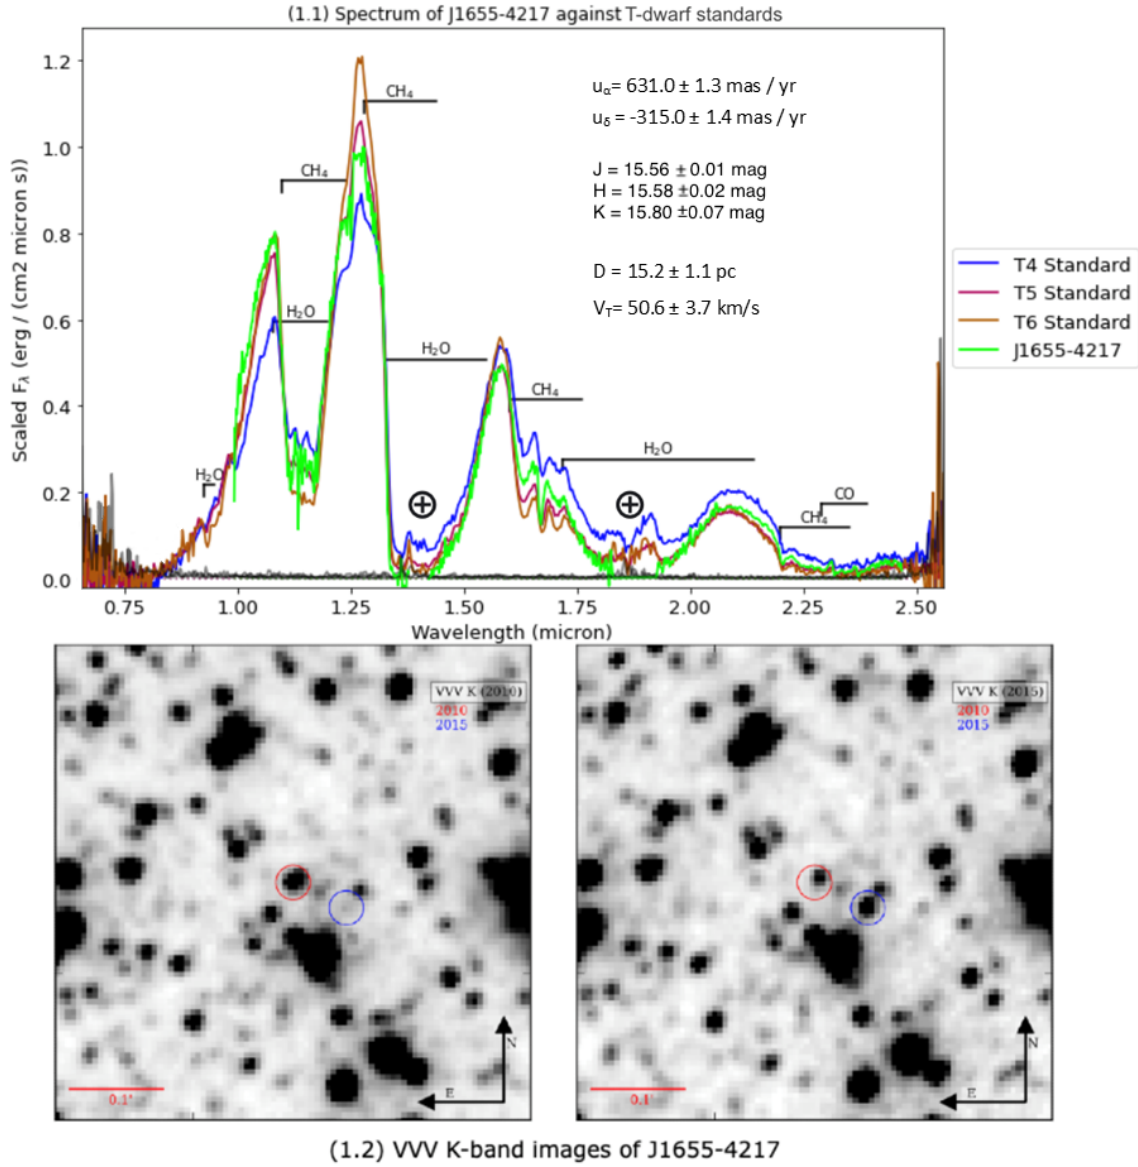 (1.1) Spectrum of J1655-4217 against T-dwarf standards
1.2
1.0
0.8
0.6
0.4
0.2
0.0
Scaled Fλ (erg / (cm2 micron s))
uα= 631.0 ± 1.3 mas / yr
uδ = -315.0 ± 1.4 mas / yr
J = 15.56 ±0.01 mag
H = 15.58 ±0.02 mag
K = 15.80 ±0.07 mag
D = 15.2 ± 1.1 pc
VT= 50.6 ± 3.7 km/s
CH4
CH4
H2O
H2O
CH4
H2O
H2O
CO
CH4
T4 Standard
T5 Standard
T6 Standard
J1655-4217
0.75 1.00 1.25 1.50 1.75 2.00 2.25 2.50
Wavelength (micron)
VVV K (2010)
2010
2015
0.1'
N
E
VVV K (2015)
2010
2015
0.1'
N
E
(1.2) VVV K-band images of J1655-4217